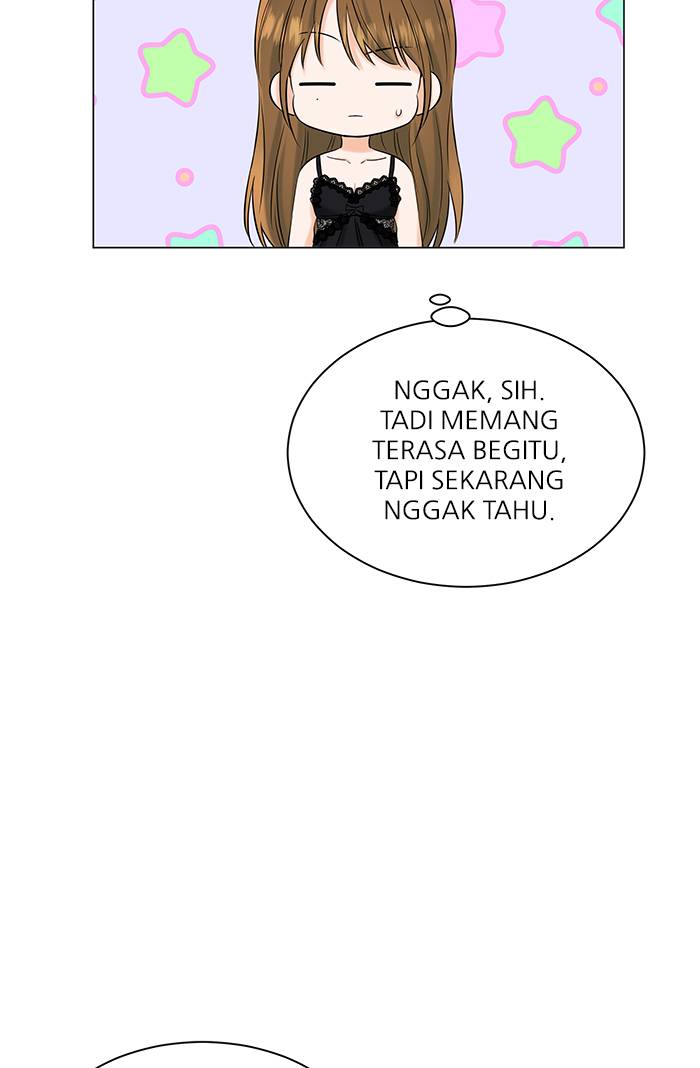 NGGAK, SIH.
TADI MEMANG
TERASA BEGITU,
TAPI SEKARANG
NGGAK TAHU.